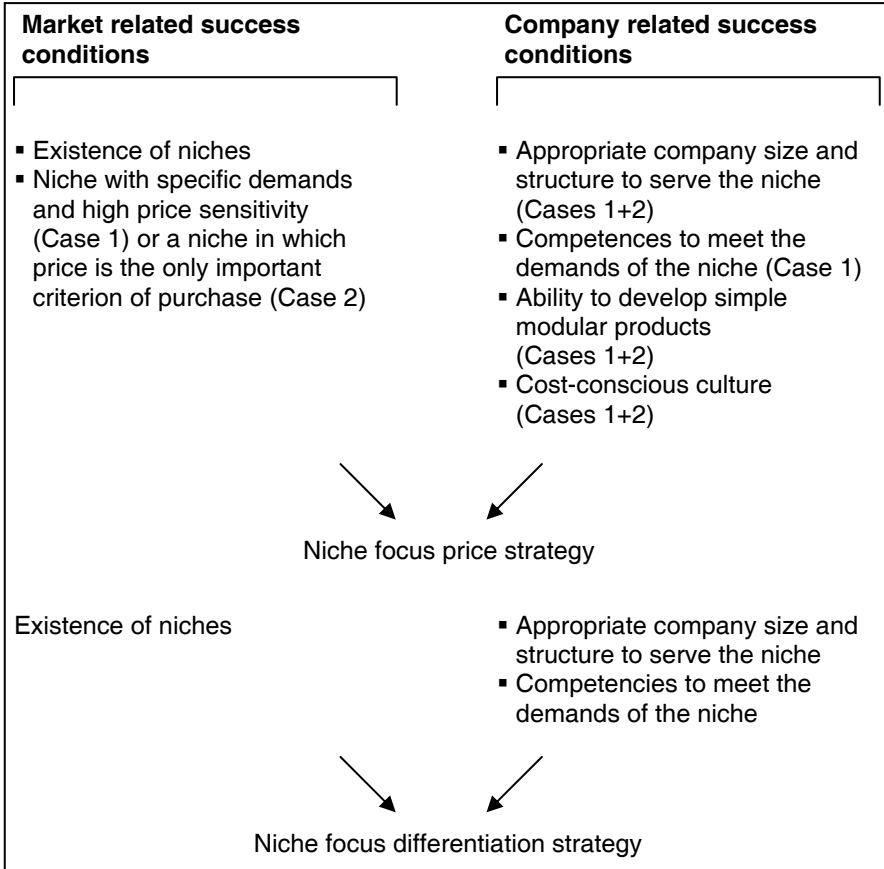 Market related success
conditions
Company related success
conditions
▪ Existence of niches
▪ Niche with specific demands
and high price sensitivity
(Case 1) or a niche in which
price is the only important
criterion of purchase (Case 2)
▪ Appropriate company size and
structure to serve the niche
(Cases 1+2)
▪ Competences to meet the
demands of the niche (Case 1)
▪ Ability to develop simple
modular products
(Cases 1+2)
▪ Cost-conscious culture
(Cases 1+2)
Niche focus price strategy
Existence of niches
▪ Appropriate company size and
structure to serve the niche
▪ Competencies to meet the
demands of the niche
Niche focus differentiation strategy